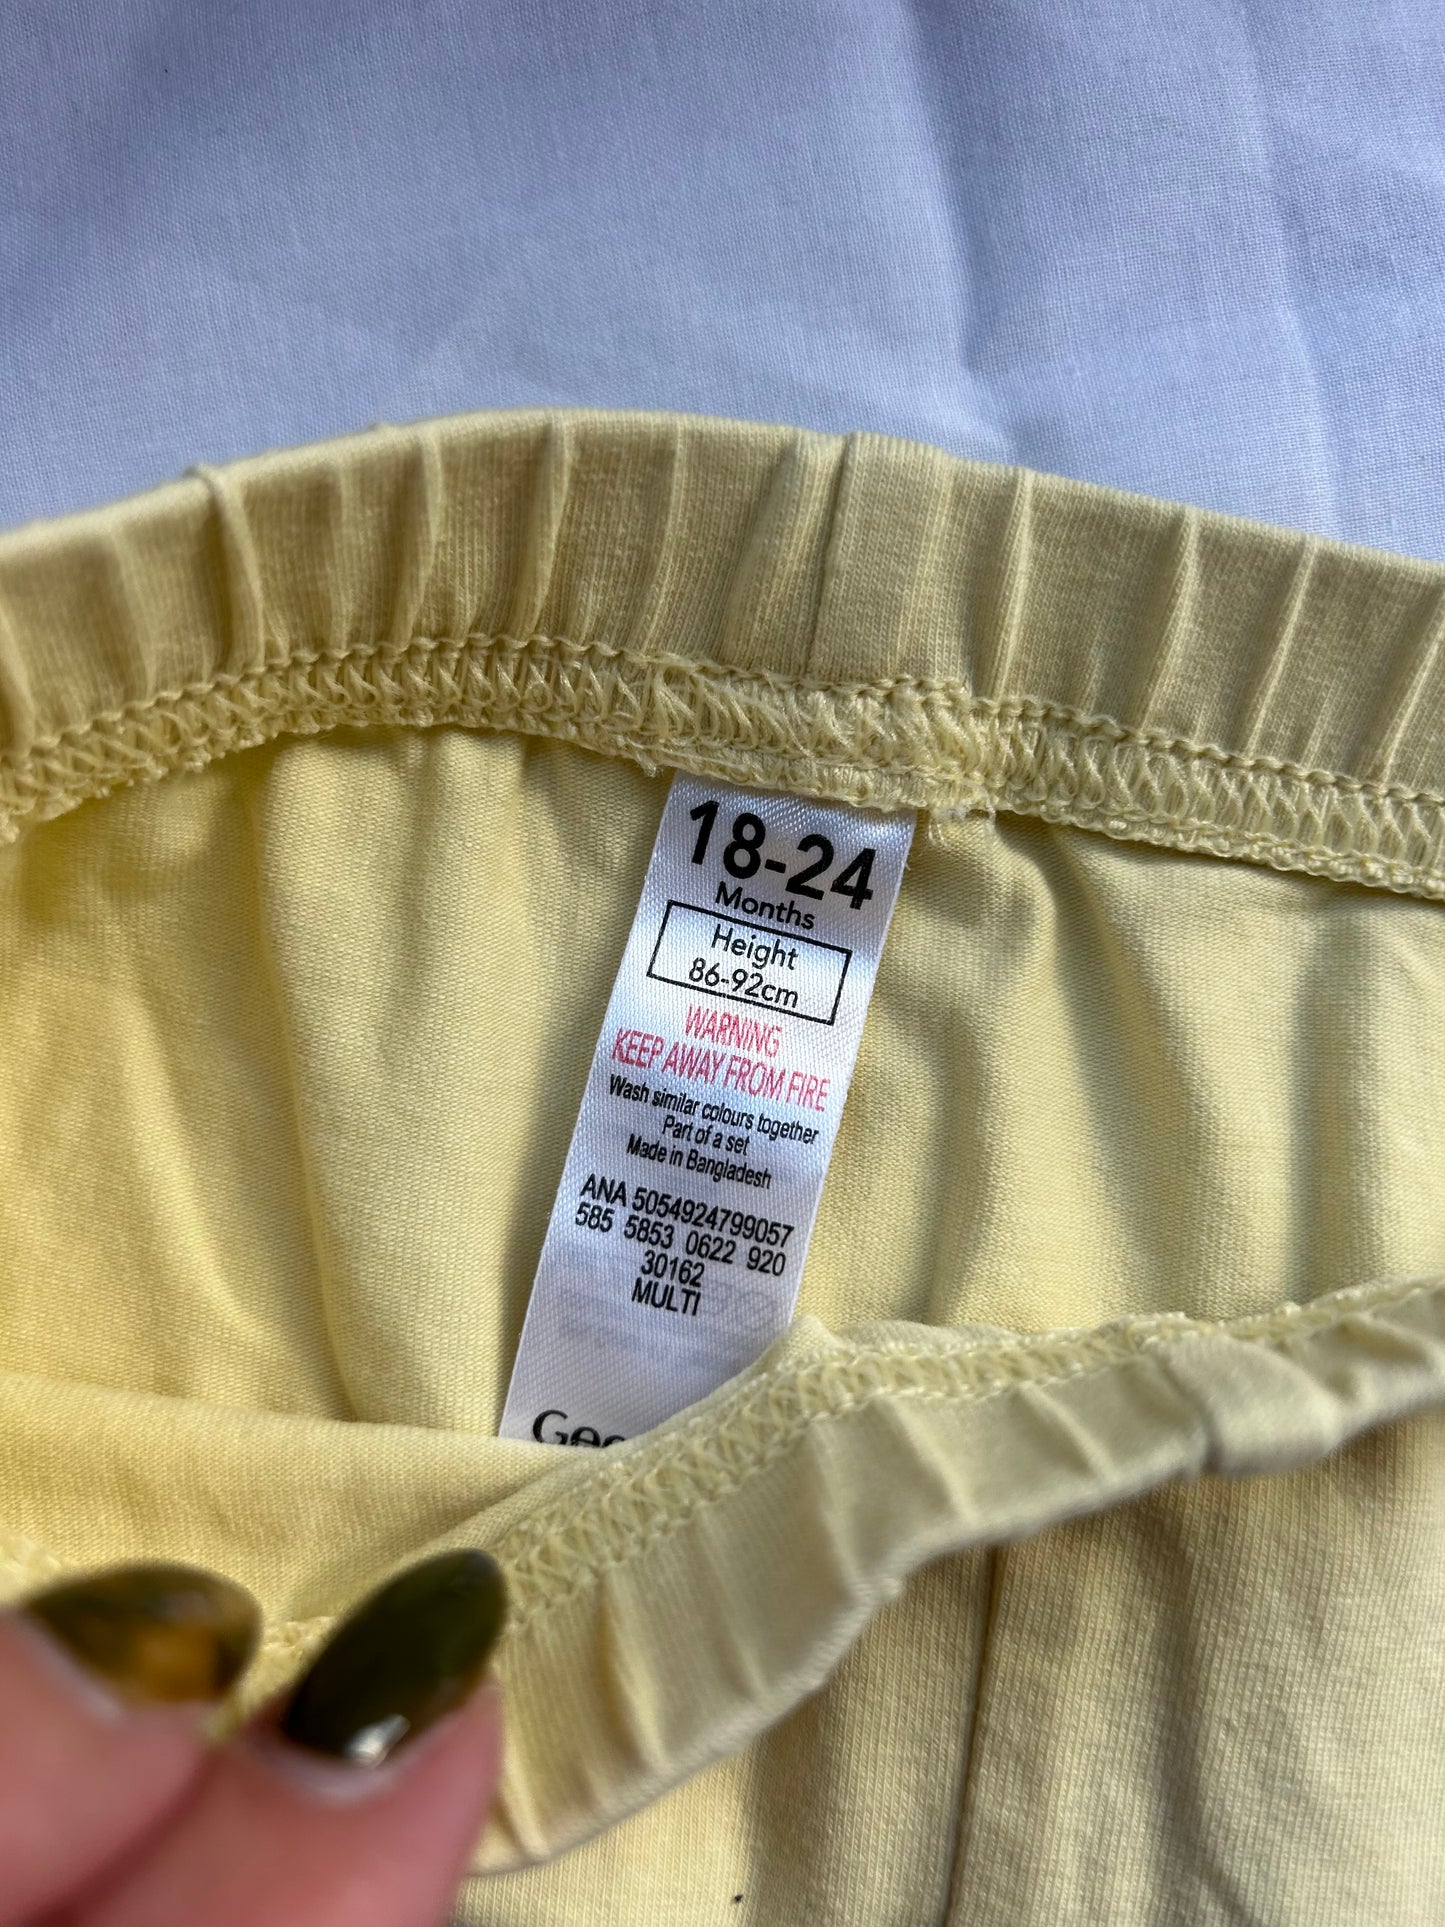 18-24
Months
Height
86-92cm
WARNING
KEEP AWAY FROM FIRE
Wash similar colours together
Part of a set
Made in Bangladesh
ANA 5054924799057
585 5853 0622 920
30162
MULTI